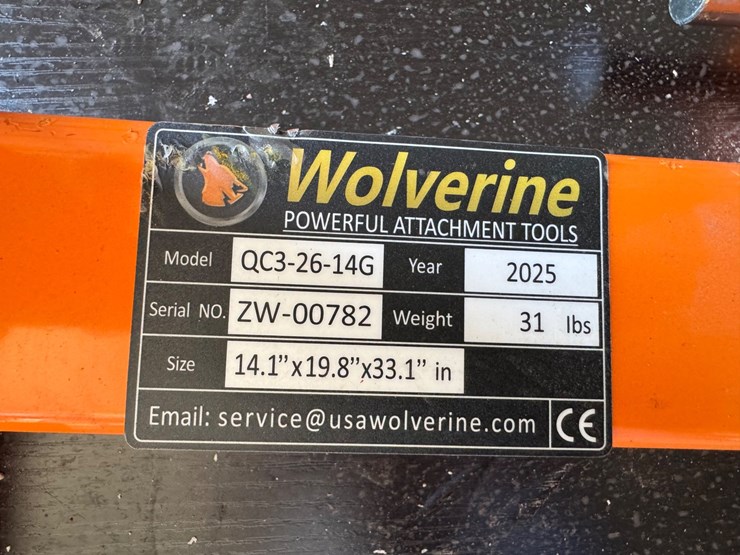 Wolverine
POWERFUL ATTACHMENT TOOLS
Model QC3-26-14G Year 2025
Serial NO. ZW-00782 Weight 31 lbs
Size 14.1”x19.8”x33.1” in
Email: service@usawolverine.com CE